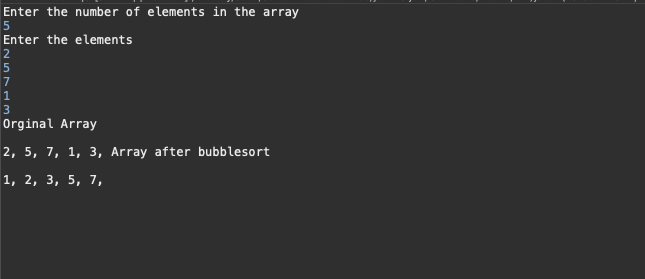 Enter the number of elements in the array
5
Enter the elements
2
5
7
1
3
Orginal Array
2, 5, 7, 1, 3, Array after bubblesort
1, 2, 3, 5, 7,